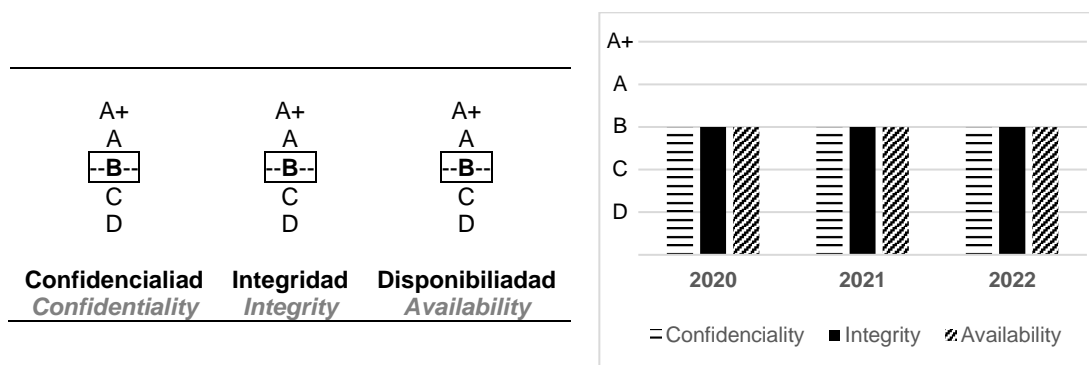 A+ A+ A+
A A A
--B-- --B-- --B--
C C C
D D D
Confidencialiad Integridad Disponibiliadad
Confidentiality Integrity Availability
A+
A
B
C
D
2020 2021 2022
Confidenciality Integrity Availability